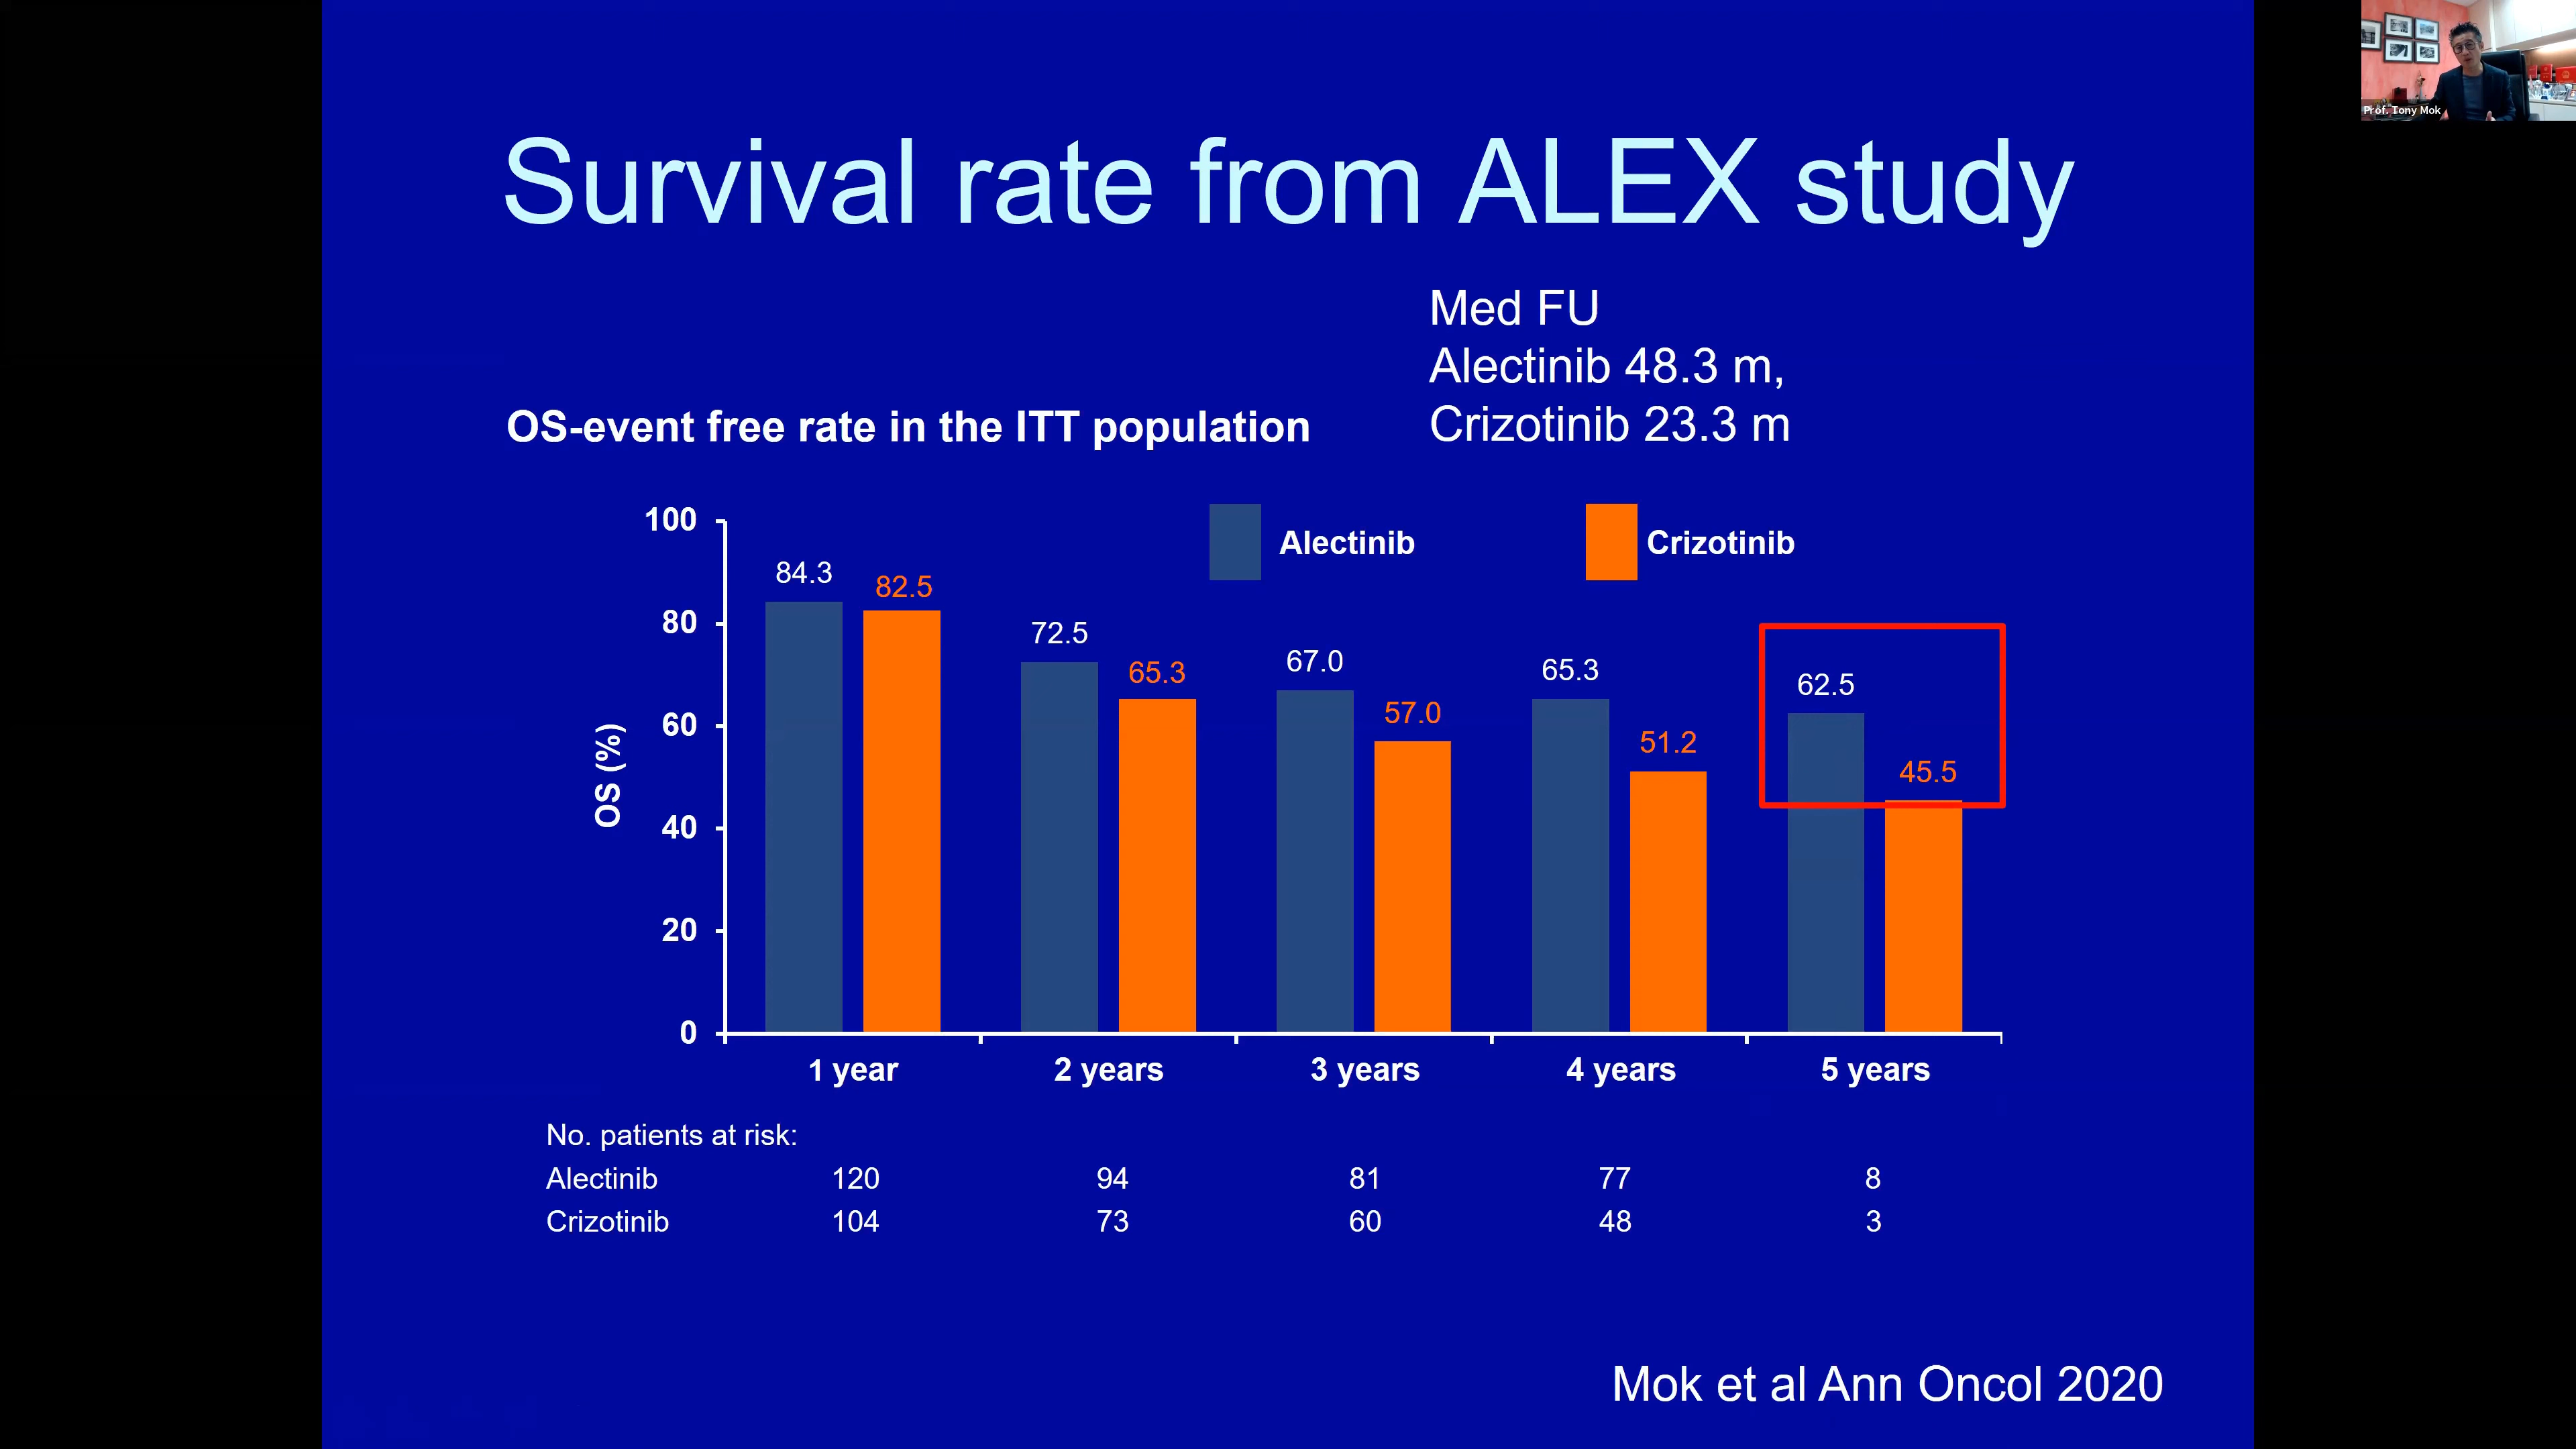 Prof. Tony Mok
Survival rate from ALEX study
Med FU
Alectinib 48.3 m,
Crizotinib 23.3 m
OS-event free rate in the ITT population
Alectinib
Crizotinib
OS (%)
100
80
60
40
20
0
84.3
82.5
72.5
65.3
67.0
57.0
65.3
51.2
62.5
45.5
1 year
2 years
3 years
4 years
5 years
No. patients at risk:
Alectinib 120 94 81 77 8
Crizotinib 104 73 60 48 3
Mok et al Ann Oncol 2020